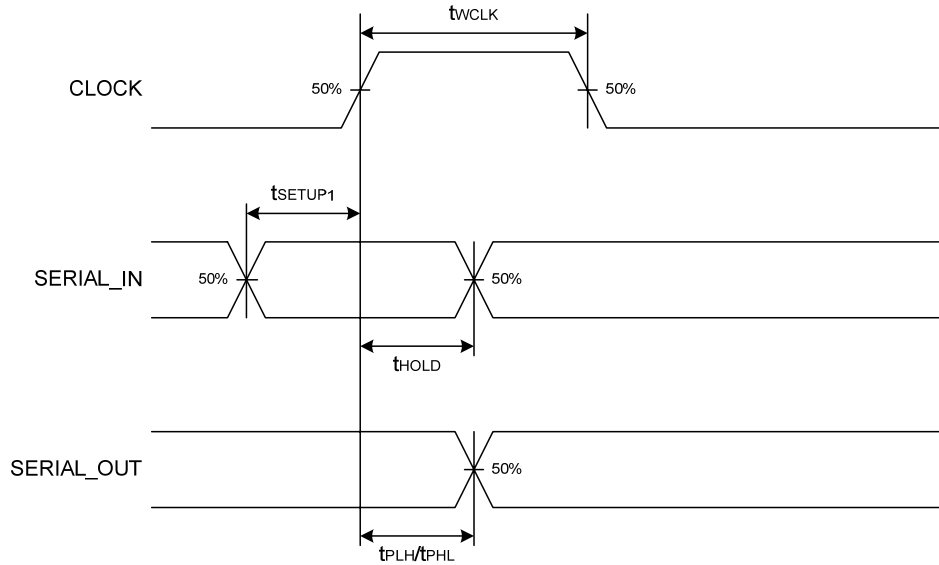 tWCLK
CLOCK
50%
50%
tSETUP1
SERIAL_IN
50%
50%
tHOLD
SERIAL_OUT
50%
tPLH/tPHL